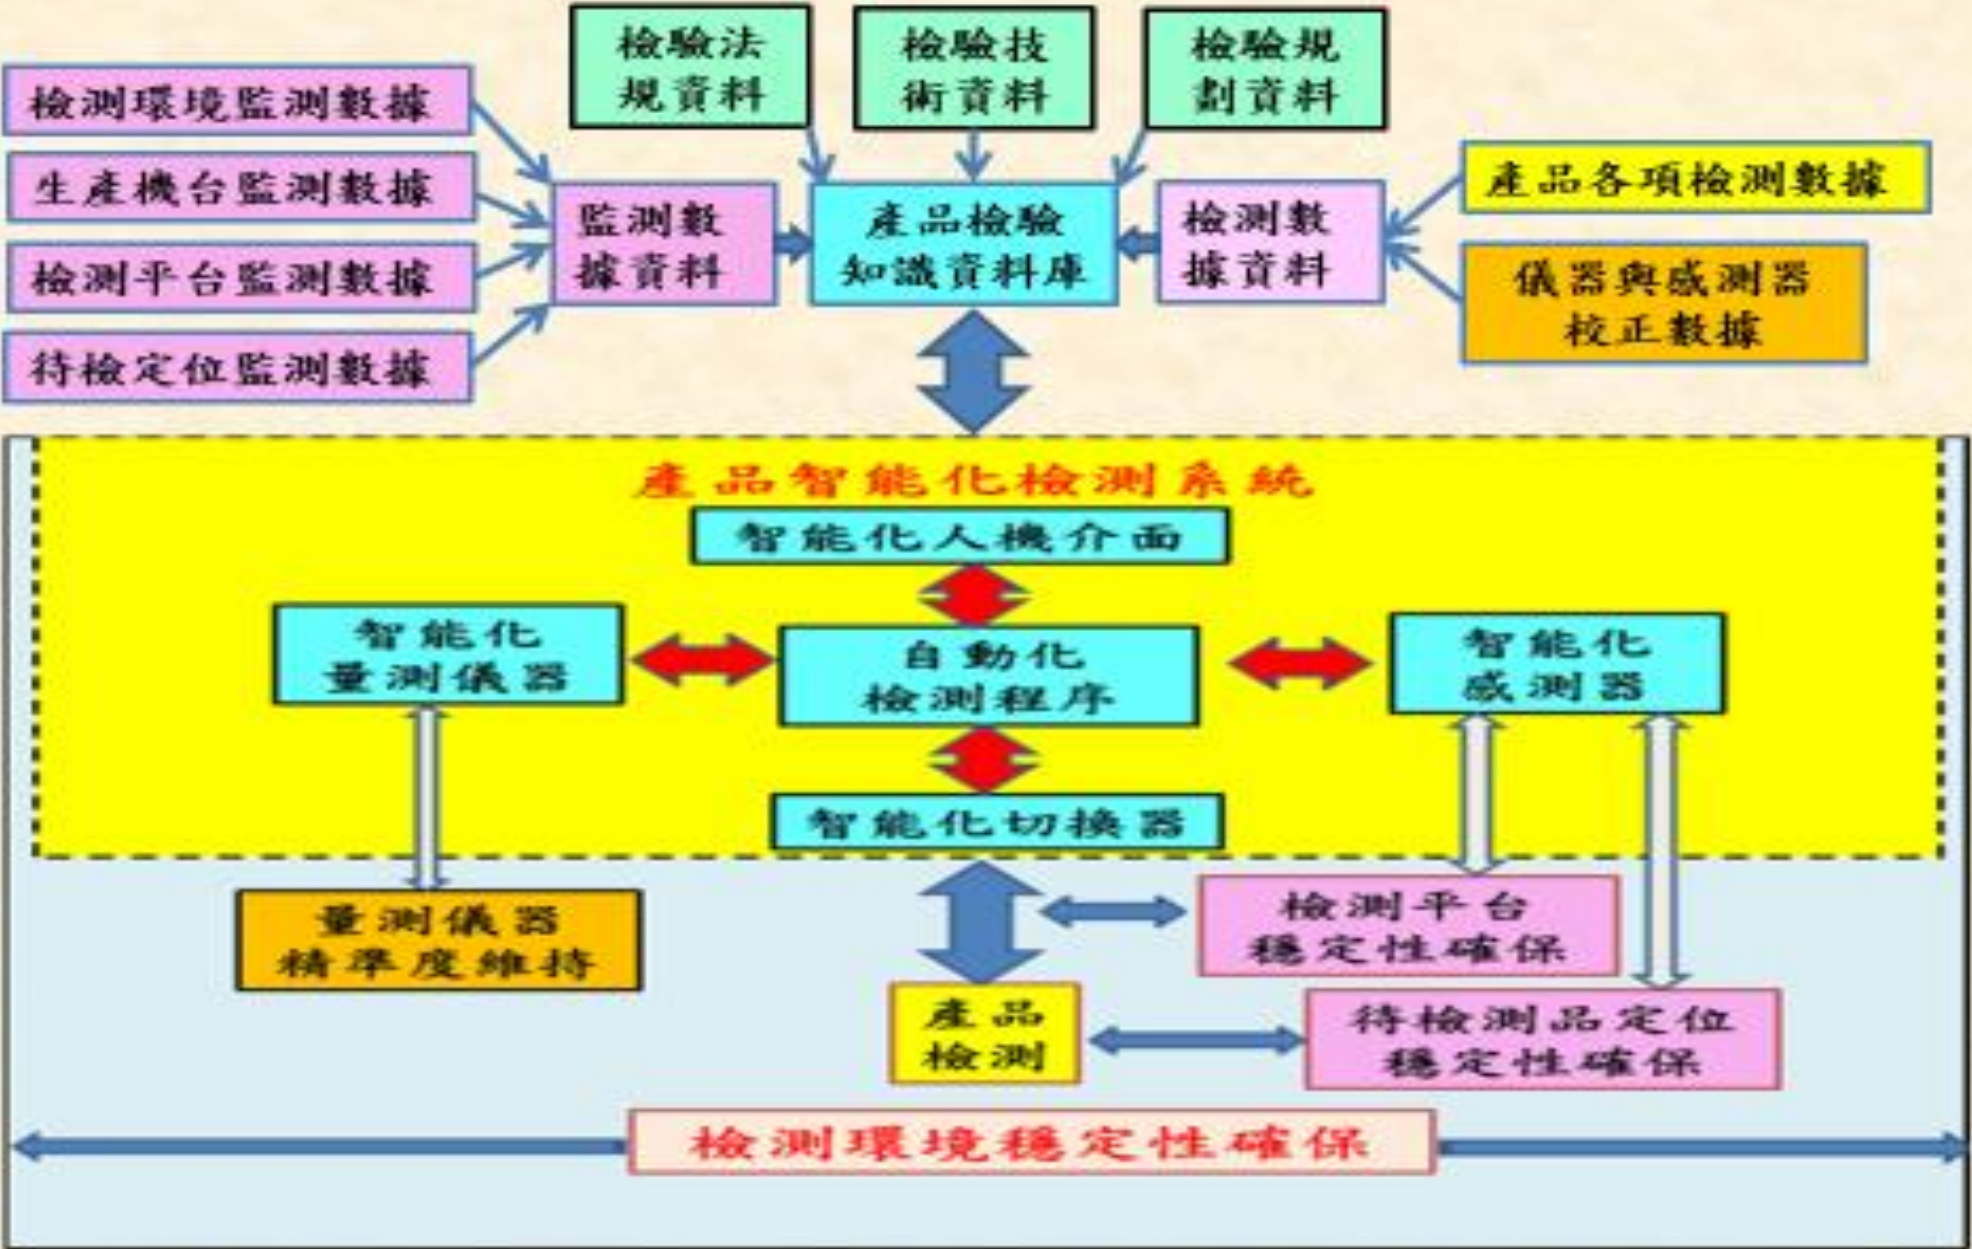 檢驗法
規資料
檢驗技
術資料
檢驗規
劃資料
檢測環境監測數據
生產機台監測數據
檢測平台監測數據
待檢定位監測數據
監測數
據資料
產品檢驗
知識資料庫
檢測數
據資料
產品各項檢測數據
儀器與感測器
校正數據
產品智能化檢測系統
智能化人機介面
智能化
量測儀器
自動化
檢測程序
智能化
感測器
智能化切換器
量測儀器
精準度維持
檢測平台
穩定性確保
產品
檢測
待檢測品定位
穩定性確保
檢測環境穩定性確保